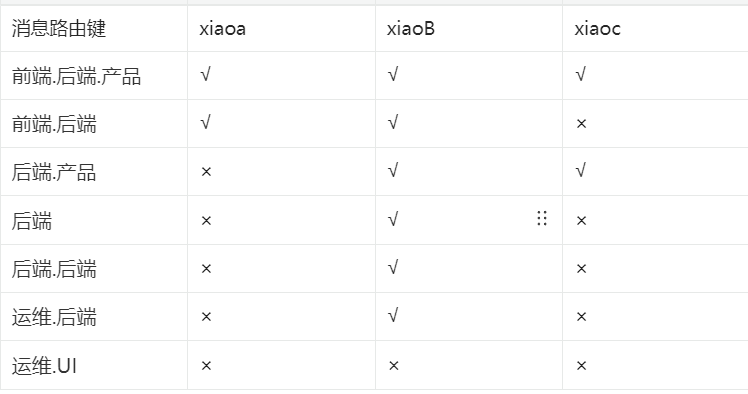 消息路由键 xiaoa xiaoB xiaoc
前端.后端.产品 √ √ √
前端.后端 √ √ ×
后端.产品 × √ √
后端 × √ ×
后端.后端 × √ ×
运维.后端 × √ ×
运维.UI × × ×